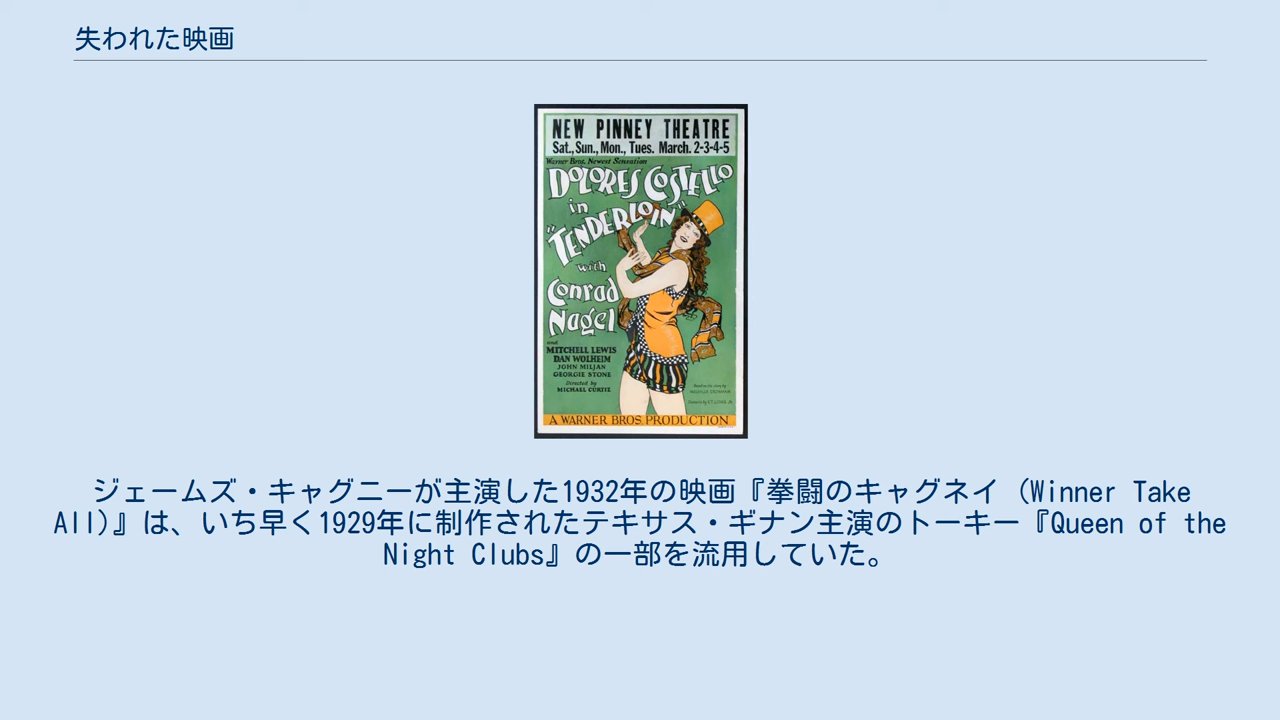 失われた映画
NEW PINNEY THEATRE
Sat., Sun., Mon., Tues. March. 2-3-4-5
Warner Bros. Newest Sensation
DOLORES COSTELLO
in
"TENDERLOIN"
with
Conrad
Nagel
and
MITCHELL LEWIS
DAN WOLHEIM
JOHN MILJAN
GEORGIE STONE
Directed by
MICHAEL CURTIZ
A WARNER BROS PRODUCTION
ジェームズ・キャグニーが主演した1932年の映画『拳闘のキャグネイ (Winner Take
All)』は、いち早く1929年に制作されたテキサス・ギナン主演のトーキー『Queen of the
Night Clubs』の一部を流用していた。